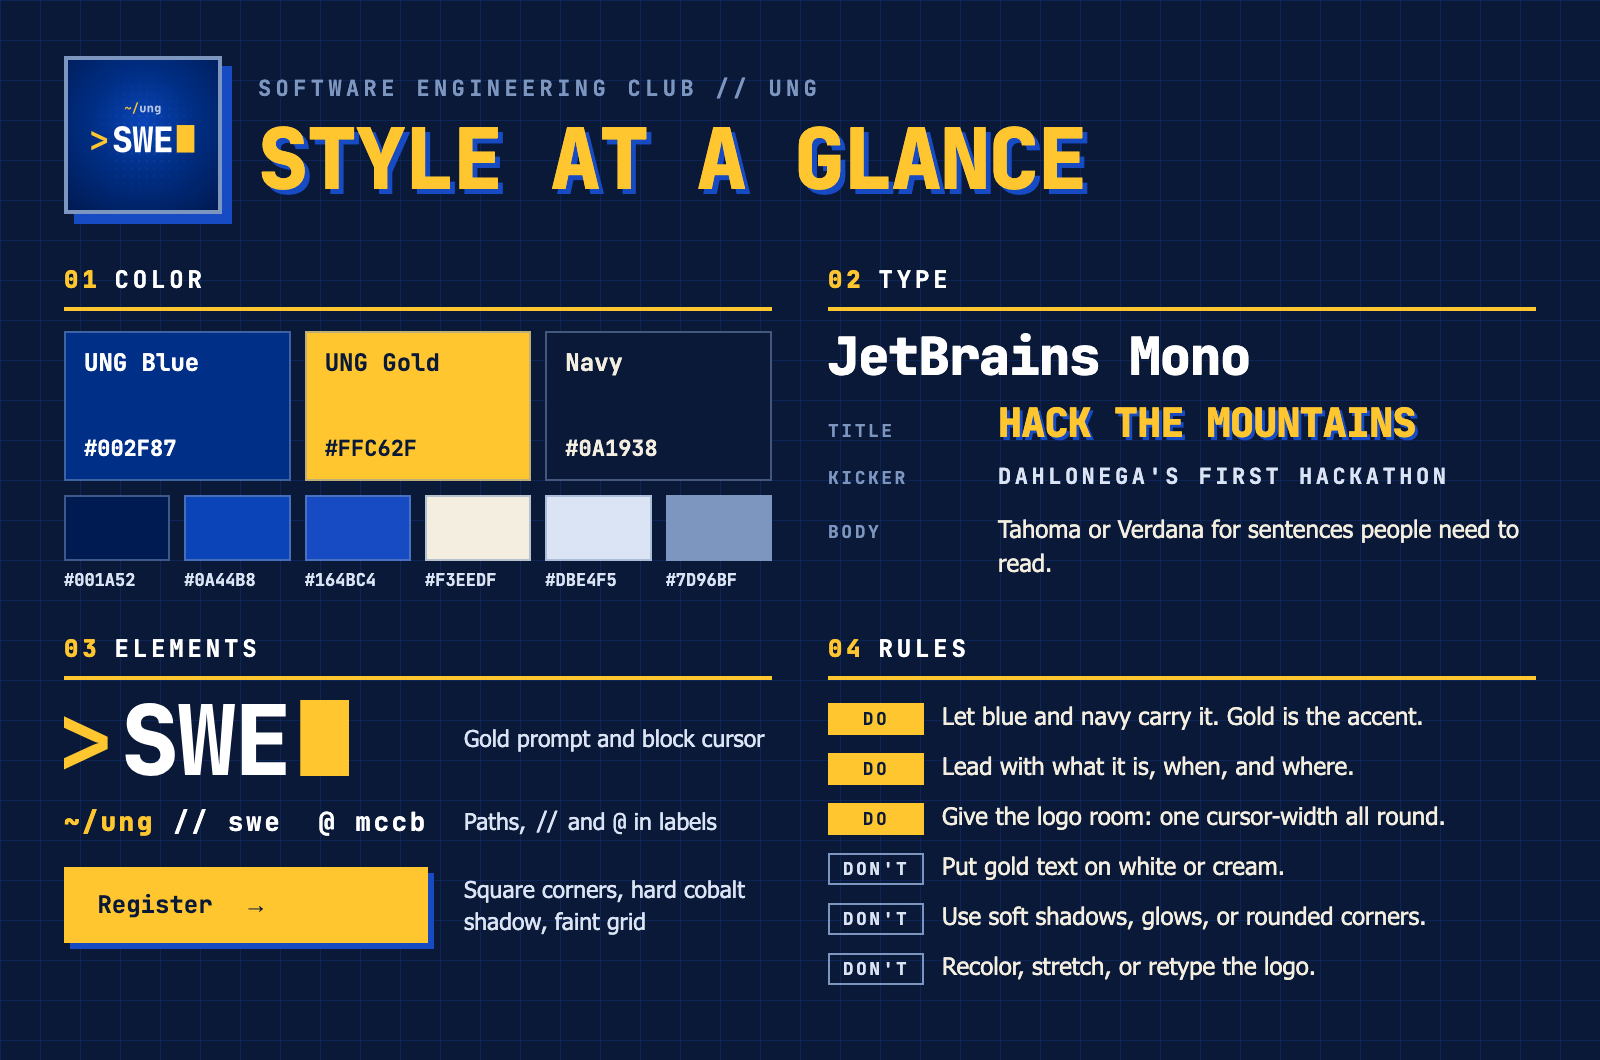 ~/ung
>SWE
SOFTWARE ENGINEERING CLUB // UNG
STYLE AT A GLANCE
01 COLOR
UNG Blue
#002F87
UNG Gold
#FFC62F
Navy
#0A1938
#001A52
#0A44B8
#164BC4
#F3EEDF
#DBE4F5
#7D96BF
02 TYPE
JetBrains Mono
TITLE
HACK THE MOUNTAINS
KICKER
DAHLONEGA'S FIRST HACKATHON
BODY
Tahoma or Verdana for sentences people need to
read.
03 ELEMENTS
>SWE
Gold prompt and block cursor
~/ung // swe @ mccb
Paths, // and @ in labels
Register →
Square corners, hard cobalt
shadow, faint grid
04 RULES
DO
Let blue and navy carry it. Gold is the accent.
DO
Lead with what it is, when, and where.
DO
Give the logo room: one cursor-width all round.
DON'T
Put gold text on white or cream.
DON'T
Use soft shadows, glows, or rounded corners.
DON'T
Recolor, stretch, or retype the logo.